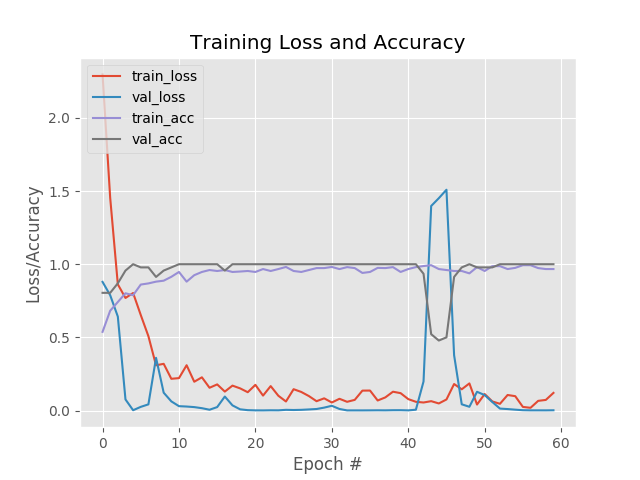 Training Loss and Accuracy
train_loss
val_loss
train_acc
val_acc
2.0
1.5
1.0
0.5
0.0
Loss/Accuracy
0 10 20 30 40 50 60
Epoch #